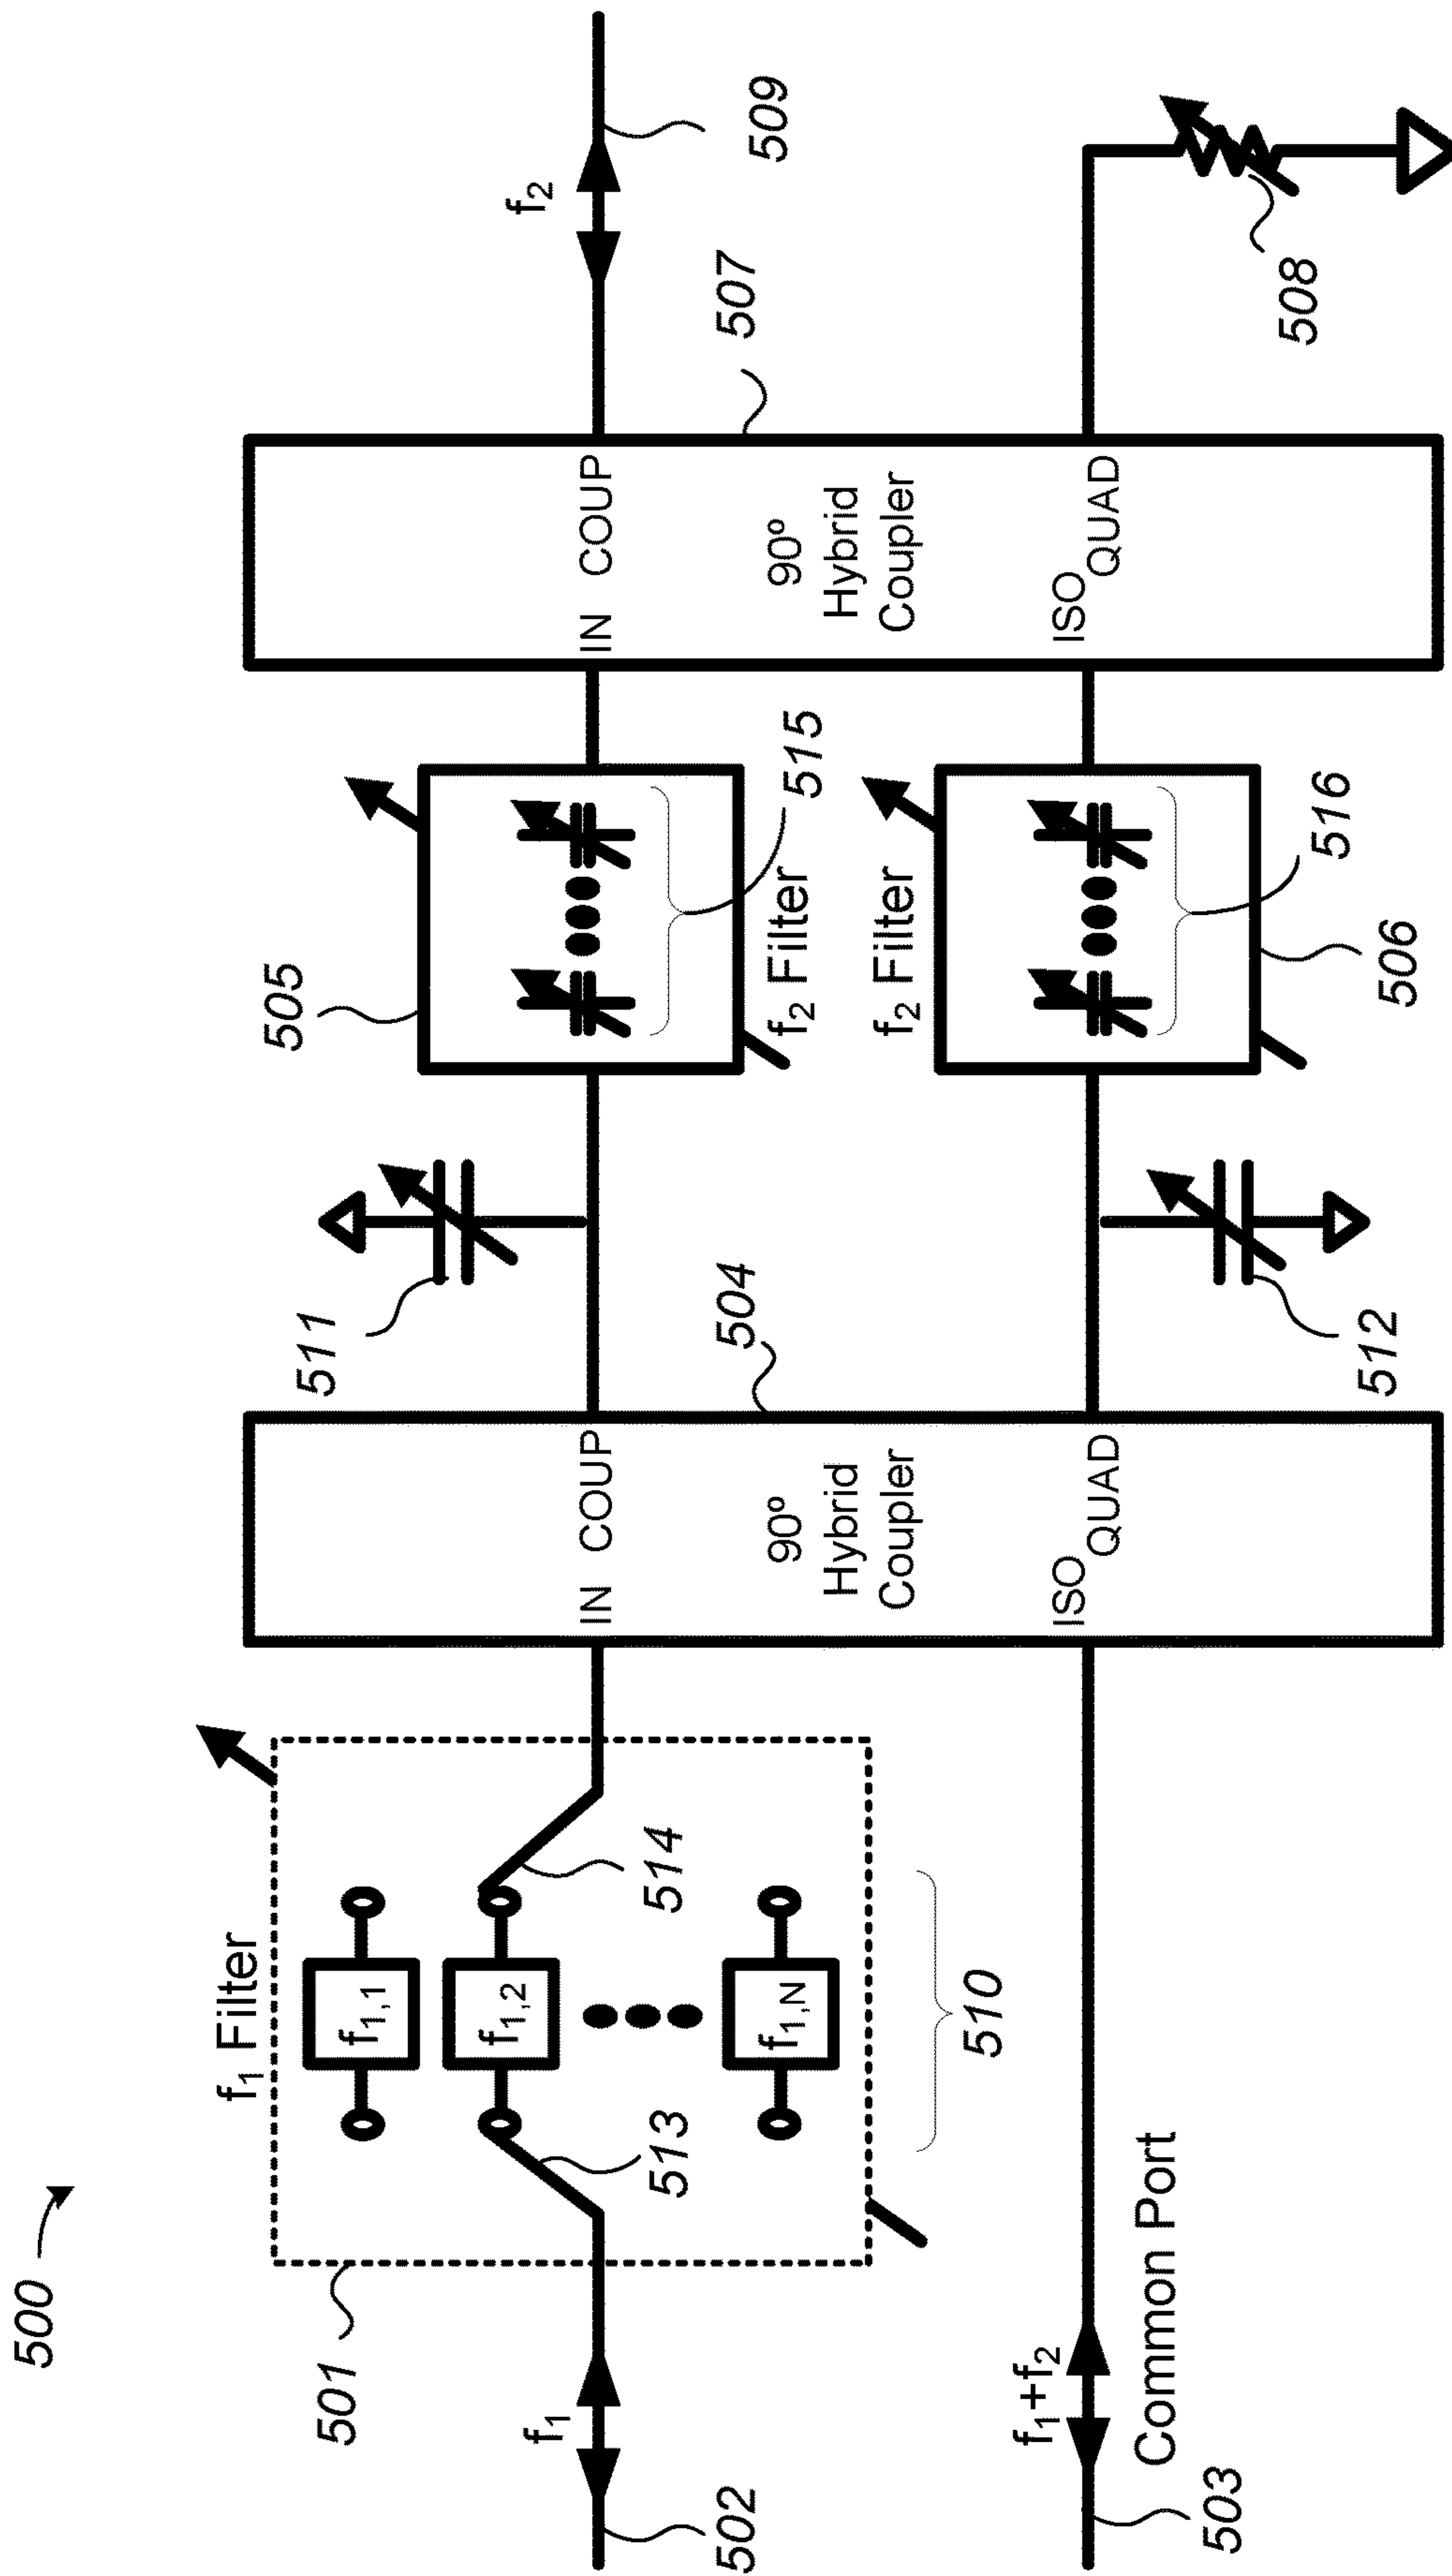 500
501
f₁ Filter
f₁,₁
f₁,₂
f₁,N
513
514
510
f₁
502
f₁+f₂
Common Port
503
IN COUP
90º
Hybrid
Coupler
ISO
QUAD
504
511
512
505
515
f₂ Filter
f₂ Filter
516
506
IN COUP
90º
Hybrid
Coupler
ISO
QUAD
507
f₂
509
508